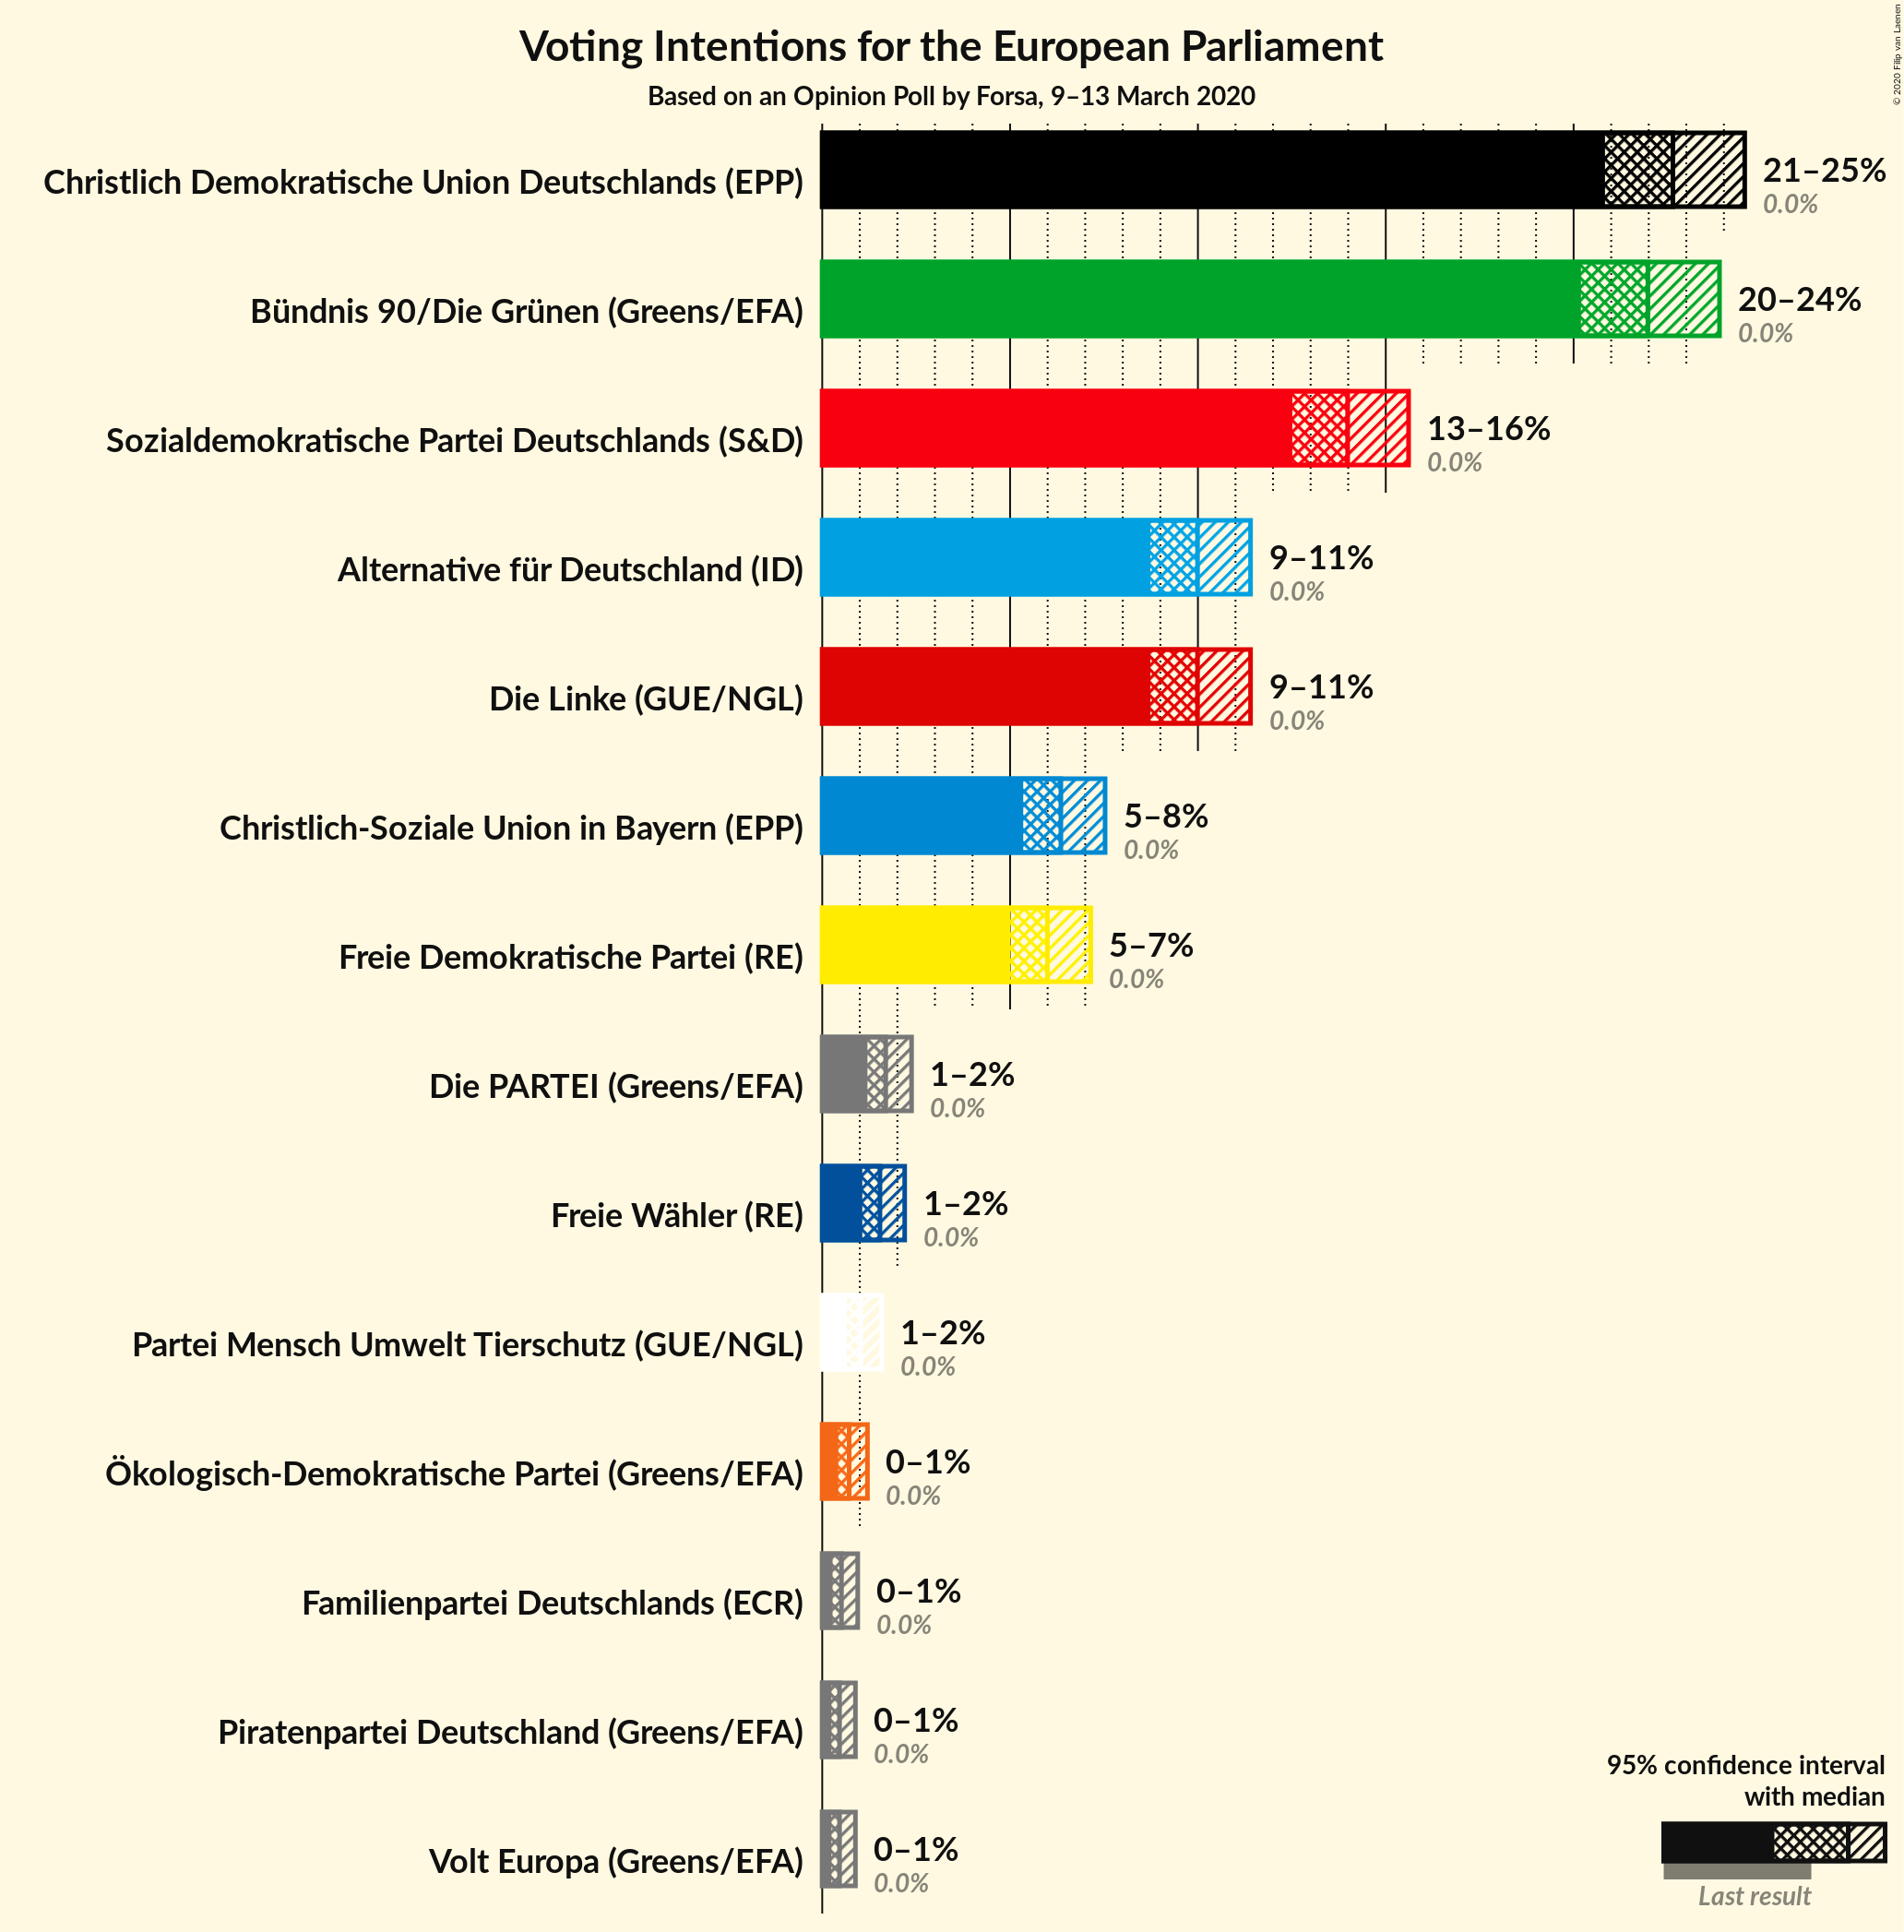 Voting Intentions for the European Parliament
Based on an Opinion Poll by Forsa, 9–13 March 2020
© 2020 Filip van Laenen
Christlich Demokratische Union Deutschlands (EPP)
21–25%
0.0%
Bündnis 90/Die Grünen (Greens/EFA)
20–24%
0.0%
Sozialdemokratische Partei Deutschlands (S&D)
13–16%
0.0%
Alternative für Deutschland (ID)
9–11%
0.0%
Die Linke (GUE/NGL)
9–11%
0.0%
Christlich-Soziale Union in Bayern (EPP)
5–8%
0.0%
Freie Demokratische Partei (RE)
5–7%
0.0%
Die PARTEI (Greens/EFA)
1–2%
0.0%
Freie Wähler (RE)
1–2%
0.0%
Partei Mensch Umwelt Tierschutz (GUE/NGL)
1–2%
0.0%
Ökologisch-Demokratische Partei (Greens/EFA)
0–1%
0.0%
Familienpartei Deutschlands (ECR)
0–1%
0.0%
Piratenpartei Deutschland (Greens/EFA)
0–1%
0.0%
Volt Europa (Greens/EFA)
0–1%
0.0%
95% confidence interval
with median
Last result